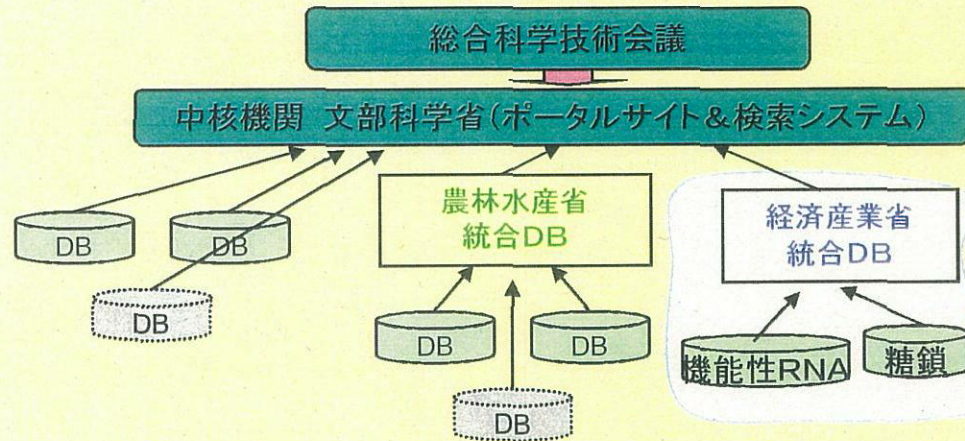 総合科学技術会議
中核機関 文部科学省(ポータルサイト&検索システム)
農林水産省
統合DB
経済産業省
統合DB
DB
DB
DB
DB
DB
DB
機能性RNA
糖鎖